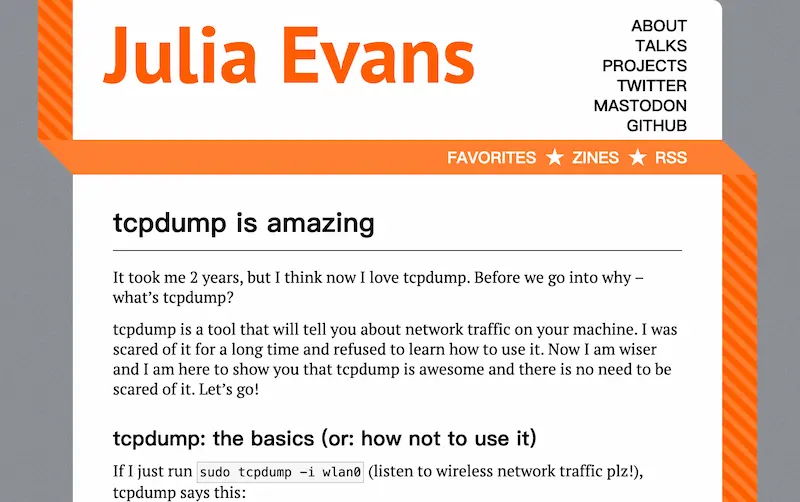 Julia Evans
ABOUT
TALKS
PROJECTS
TWITTER
MASTODON
GITHUB
FAVORITES ★ ZINES ★ RSS
tcpdump is amazing
It took me 2 years, but I think now I love tcpdump. Before we go into why –
what’s tcpdump?
tcpdump is a tool that will tell you about network traffic on your machine. I was
scared of it for a long time and refused to learn how to use it. Now I am wiser
and I am here to show you that tcpdump is awesome and there is no need to be
scared of it. Let’s go!
tcpdump: the basics (or: how not to use it)
If I just run sudo tcpdump -i wlan0 (listen to wireless network traffic plz!),
tcpdump says this: